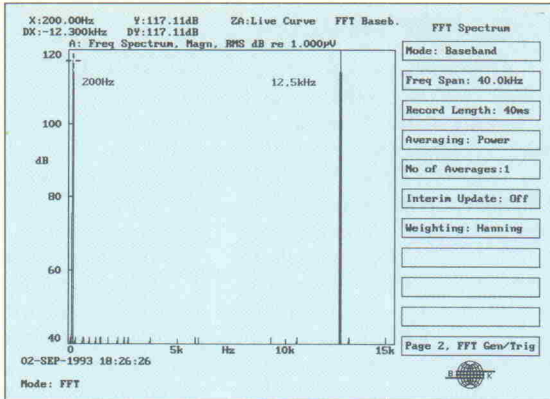 X:200.00Hz Y:117.11dB ZA:Live Curve FFT Baseb.
DX:-12.300kHz DY:117.11dB
A: Freq Spectrum, Magn, RMS dB re 1.000µV
120
200Hz 12.5kHz
100
dB
80
60
40
0 5k Hz 10k 15k
02-SEP-1993 18:26:26
Mode: FFT
FFT Spectrum
Mode: Baseband
Freq Span: 40.0kHz
Record Length: 40ms
Averaging: Power
No of Averages:1
Interim Update: Off
Weighting: Hanning
Page 2, FFT Gen/Trig
B K